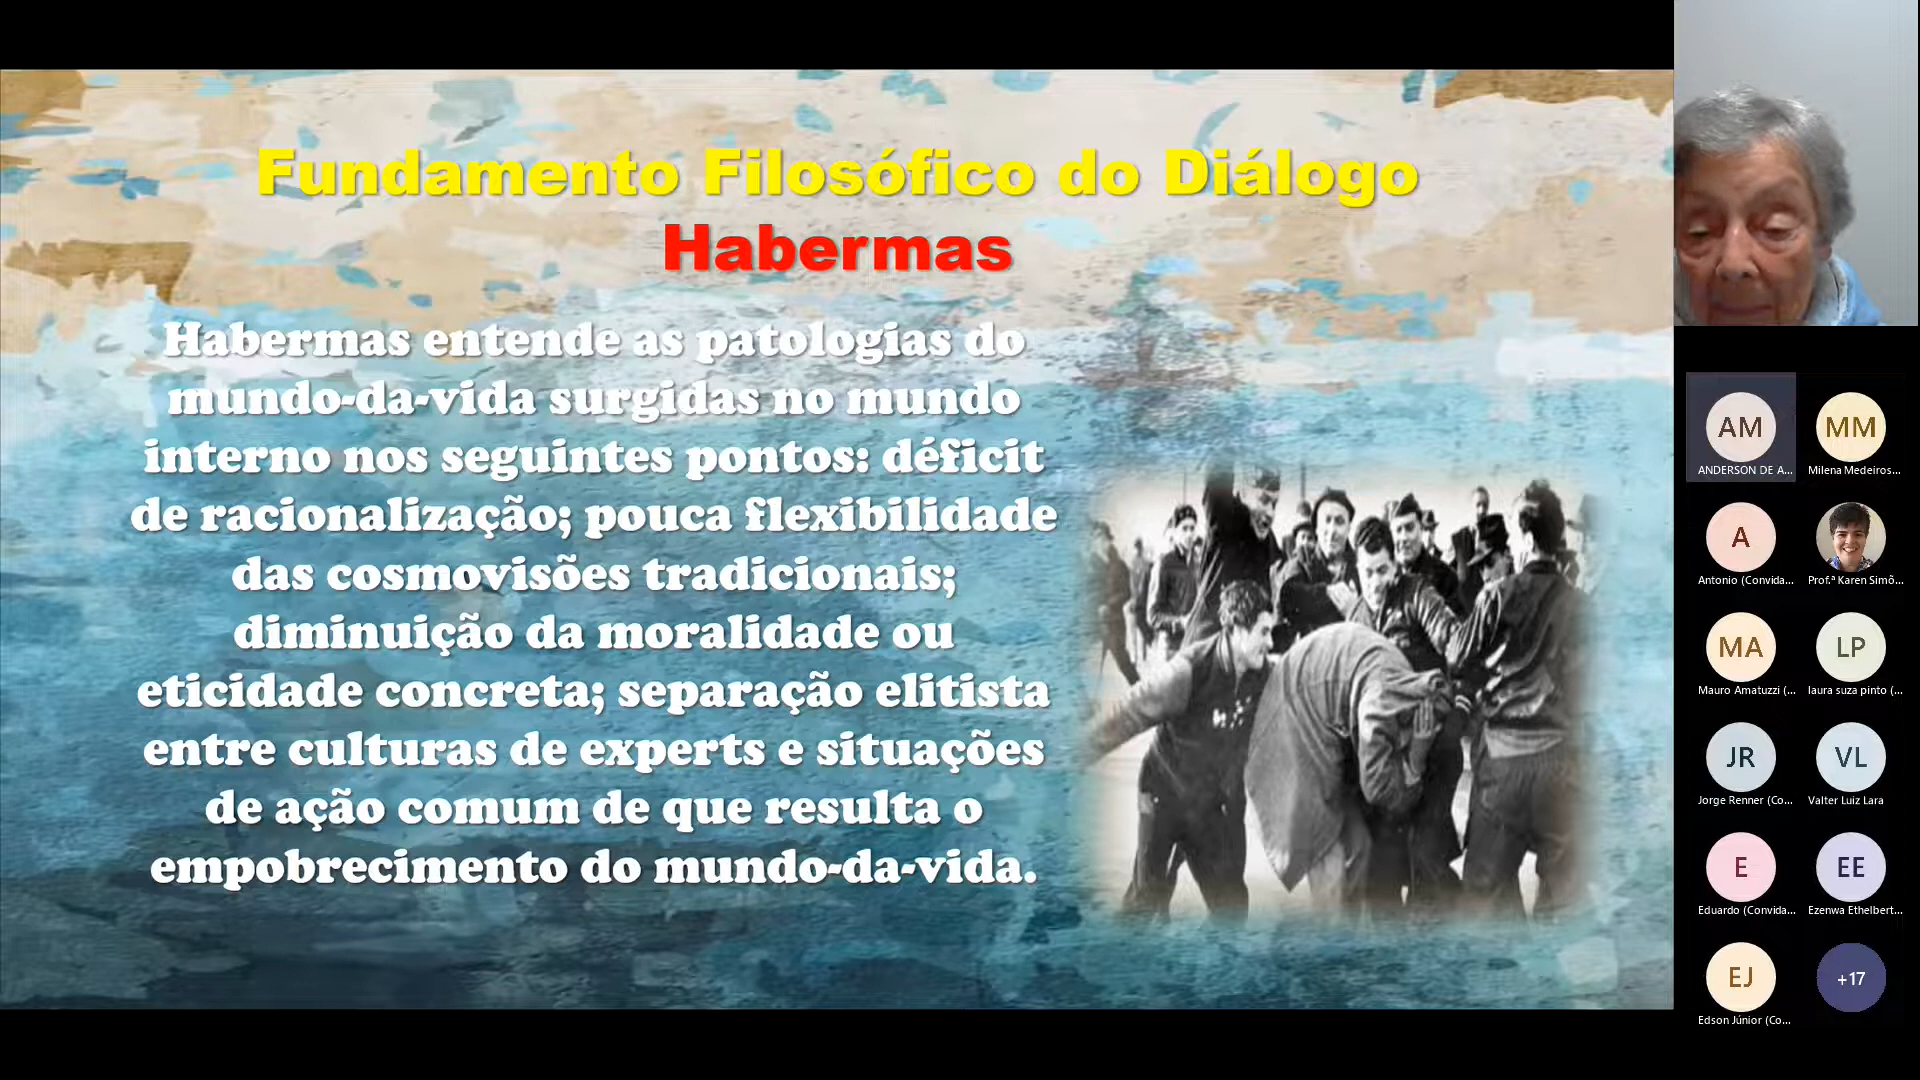 Fundamento Filosófico do Diálogo
Habermas
Habermas entende as patologias do
mundo-da-vida surgidas no mundo
interno nos seguintes pontos: déficit
de racionalização; pouca flexibilidade
das cosmovisões tradicionais;
diminuição da moralidade ou
eticidade concreta; separação elitista
entre culturas de experts e situações
de ação comum de que resulta o
empobrecimento do mundo-da-vida.
AM
ANDERSON DE A...
MM
Milena Medeiros...
A
Antonio (Convida...
Prof.ª Karen Simõ...
MA
Mauro Amatuzzi (...
LP
laura suza pinto (...
JR
Jorge Renner (Co...
VL
Valter Luiz Lara
E
Eduardo (Convida...
EE
Ezenwa Ethelbert...
EJ
Edson Júnior (Co...
+17